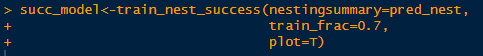 > succ_model<-train_nest_success(nestingsummary=pred_nest,
+                                train_frac=0.7,
+                                plot=T)